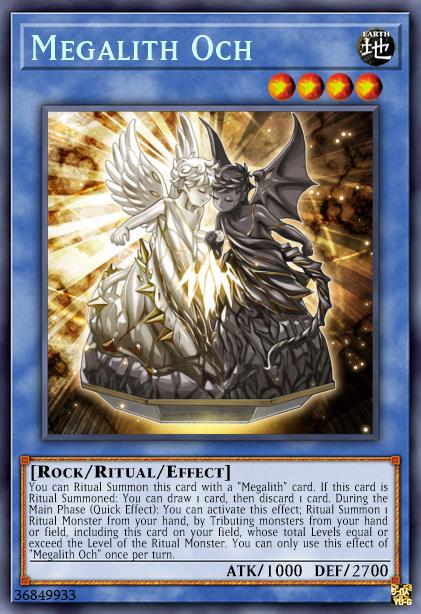 MEGALITH OCH
EARTH
地
[ROCK/RITUAL/EFFECT]
You can Ritual Summon this card with a "Megalith" card. If this card is
Ritual Summoned: You can draw 1 card, then discard 1 card. During the
Main Phase (Quick Effect): You can activate this effect; Ritual Summon 1
Ritual Monster from your hand, by Tributing monsters from your hand
or field, including this card on your field, whose total Levels equal or
exceed the Level of the Ritual Monster. You can only use this effect of
"Megalith Och" once per turn.
ATK/1000 DEF/2700
36849933